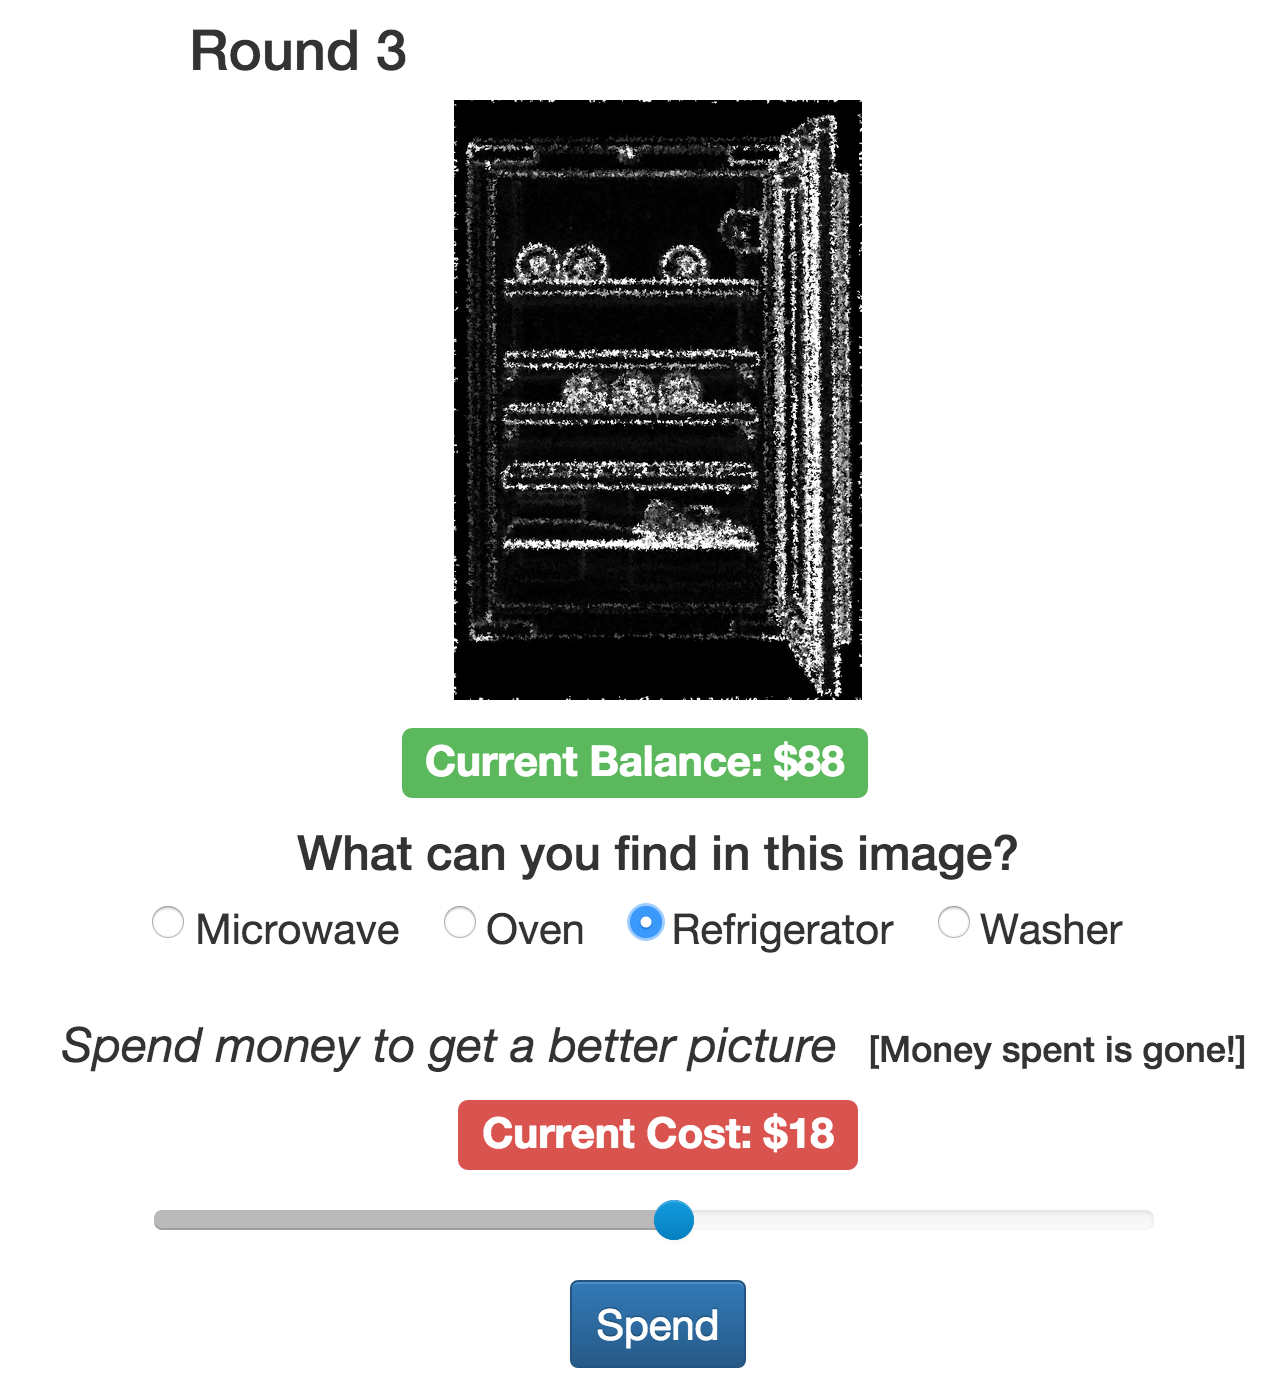 Round 3
Current Balance: $88
What can you find in this image?
Microwave Oven Refrigerator Washer
Spend money to get a better picture [Money spent is gone!]
Current Cost: $18
Spend